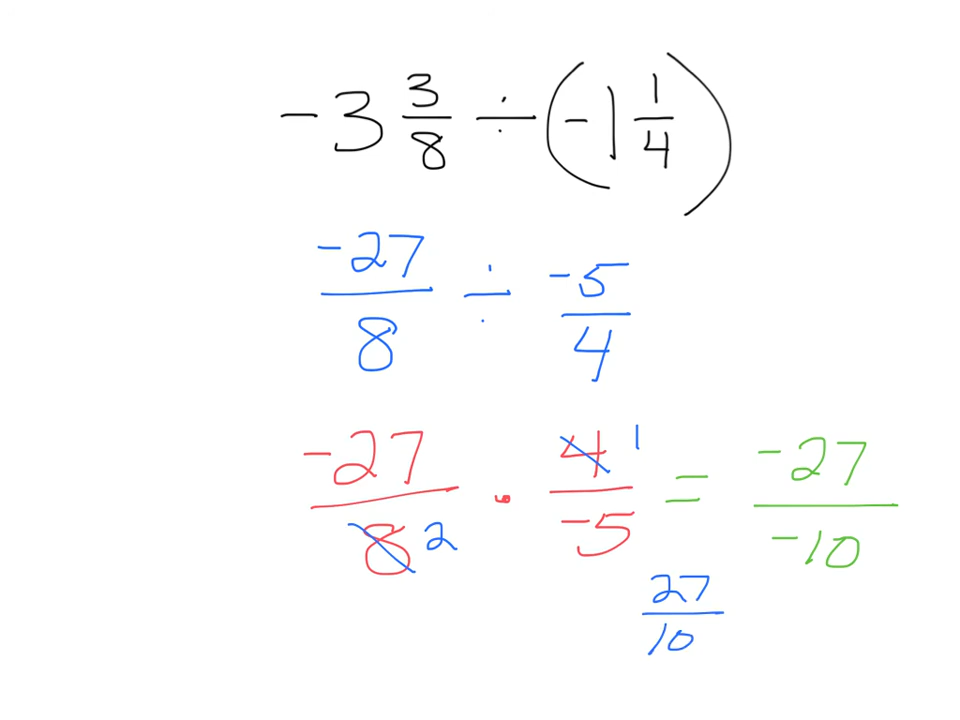 -3 3/8 ÷ (-1 1/4)
-27/8 ÷ -5/4
-27/8 2 · 4/-5 1 = -27/-10
27/10